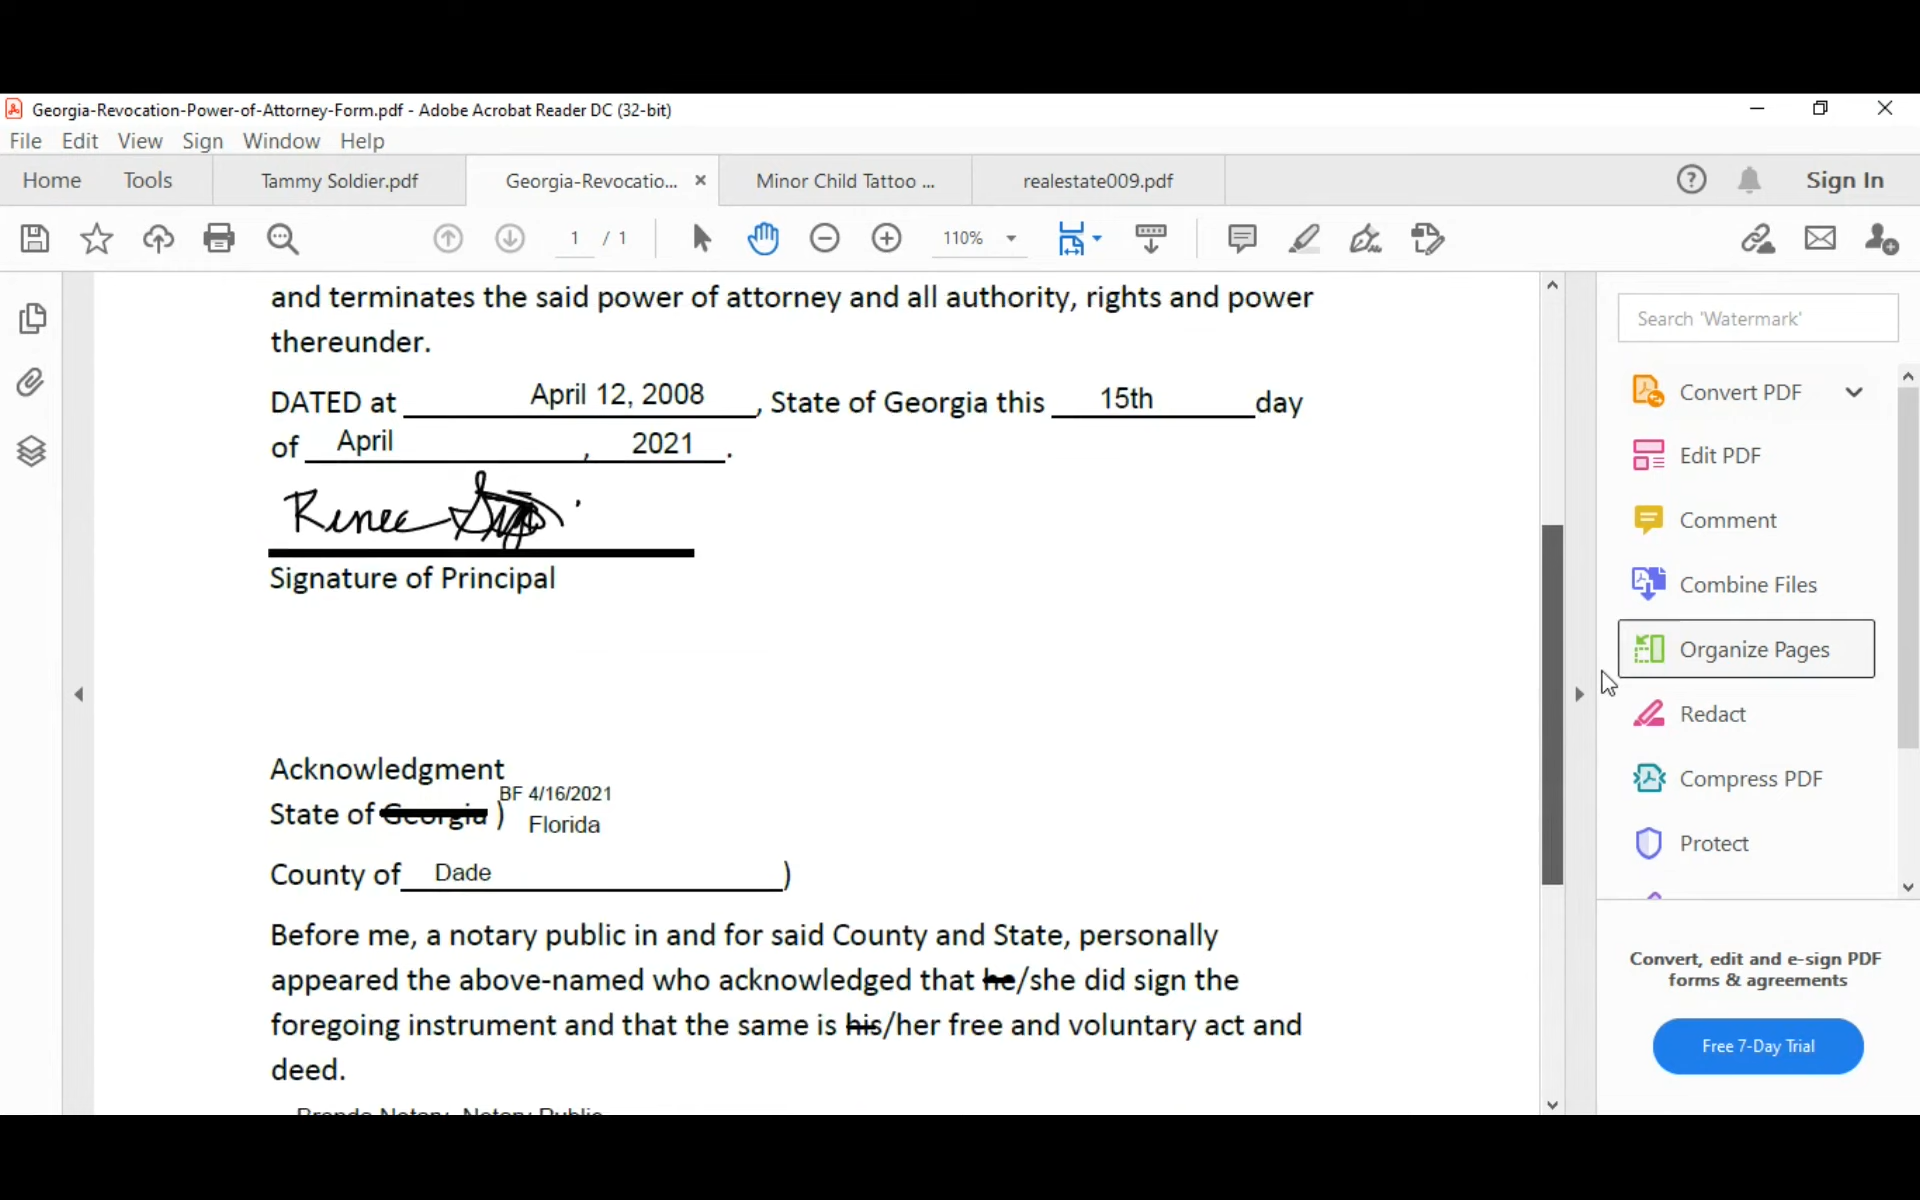 Georgia-Revocation-Power-of-Attorney-Form.pdf - Adobe Acrobat Reader DC (32-bit)
File Edit View Sign Window Help
Home Tools Tammy Soldier.pdf Georgia-Revocatio... × Minor Child Tattoo ... realestate009.pdf Sign In
1 / 1 110%
and terminates the said power of attorney and all authority, rights and power
thereunder.
DATED at April 12, 2008, State of Georgia this 15th day
of April, 2021.
Renee
Signature of Principal
Acknowledgment
BF 4/16/2021
State of Georgia ) Florida
County of Dade )
Before me, a notary public in and for said County and State, personally
appeared the above-named who acknowledged that he/she did sign the
foregoing instrument and that the same is his/her free and voluntary act and
deed.
Brenda Notary, Notary Public
Search 'Watermark'
Convert PDF
Edit PDF
Comment
Combine Files
Organize Pages
Redact
Compress PDF
Protect
Convert, edit and e-sign PDF
forms & agreements
Free 7-Day Trial